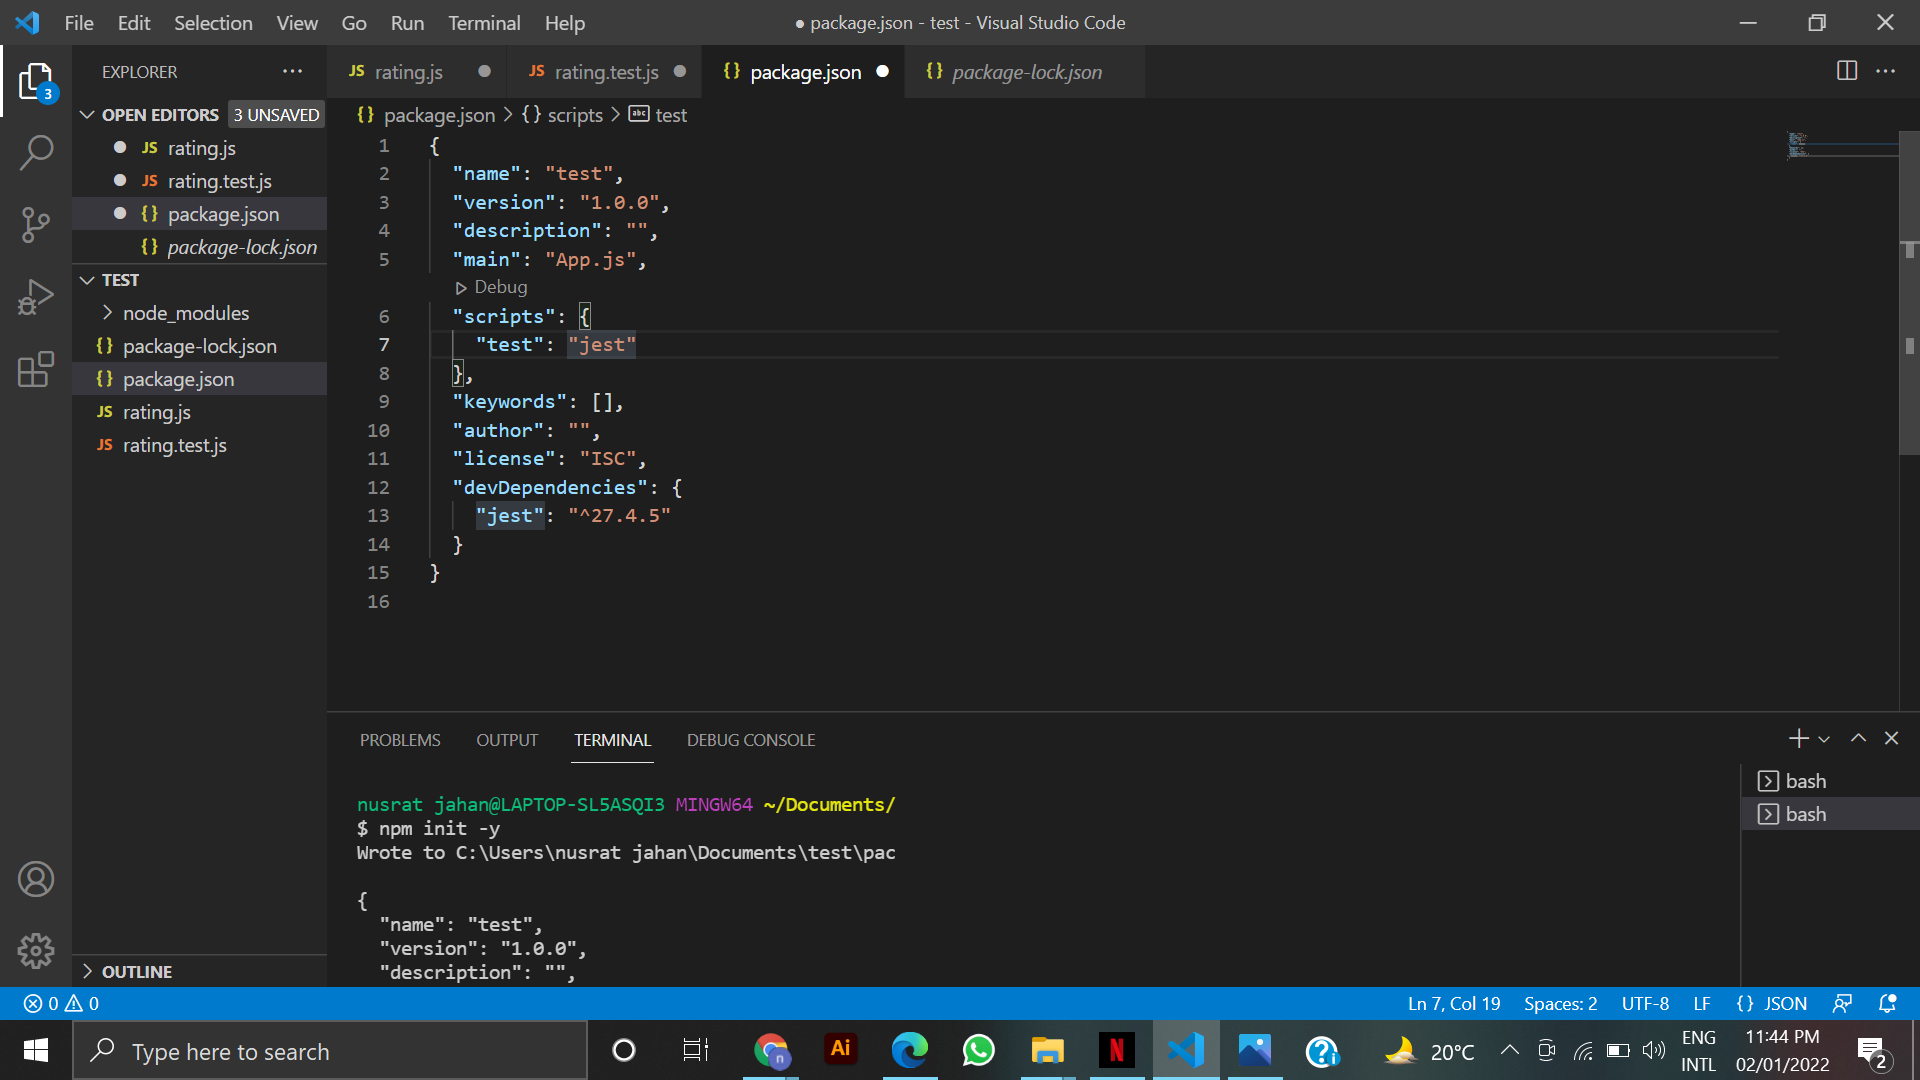 File Edit Selection View Go Run Terminal Help
● package.json - test - Visual Studio Code
EXPLORER
3
OPEN EDITORS 3 UNSAVED
JS rating.js
JS rating.test.js
{} package.json
{} package-lock.json
TEST
node_modules
{} package-lock.json
{} package.json
JS rating.js
JS rating.test.js
OUTLINE
JS rating.js JS rating.test.js {} package.json {} package-lock.json
{} package.json > {} scripts > abc test
1 {
2 "name": "test",
3 "version": "1.0.0",
4 "description": "",
5 "main": "App.js",
Debug
6 "scripts": {
7 "test": "jest"
8 },
9 "keywords": [],
10 "author": "",
11 "license": "ISC",
12 "devDependencies": {
13 "jest": "^27.4.5"
14 }
15 }
16
PROBLEMS OUTPUT TERMINAL DEBUG CONSOLE
nusrat jahan@LAPTOP-SL5ASQI3 MINGW64 ~/Documents/
$ npm init -y
Wrote to C:\Users\nusrat jahan\Documents\test\pac
{
"name": "test",
"version": "1.0.0",
"description": "",
bash
bash
0 0
Ln 7, Col 19 Spaces: 2 UTF-8 LF {} JSON
Type here to search
n Ai N
20°C
ENG
INTL
11:44 PM
02/01/2022
2